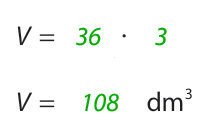 V = 36 · 3
V = 108 dm³